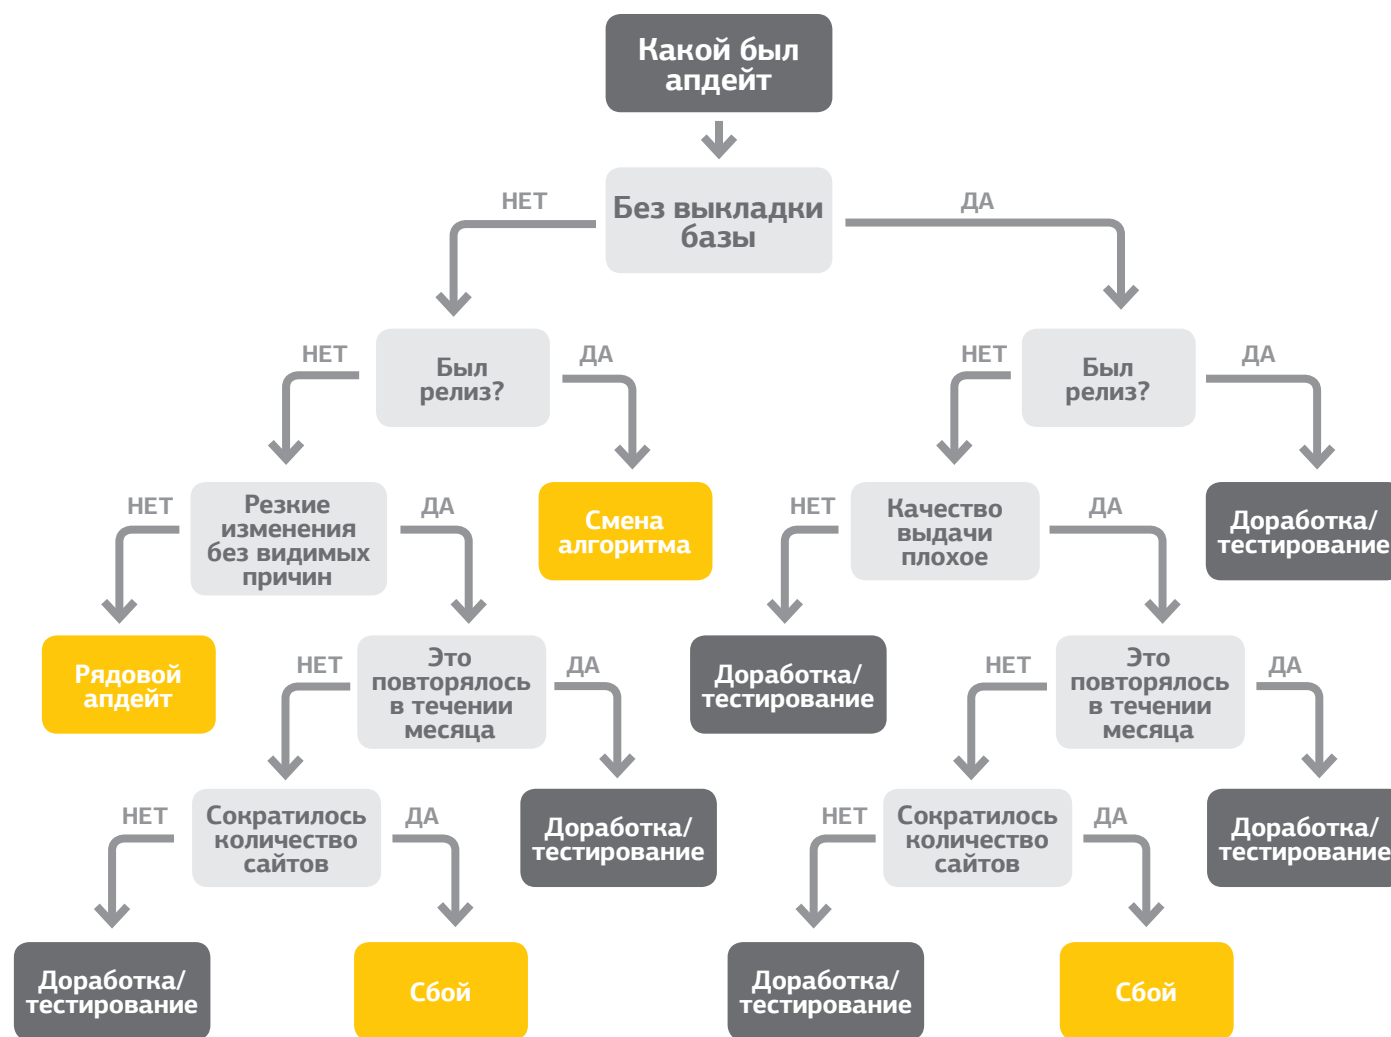 Какой был
апдейт
НЕТ
Без выкладки
базы
ДА
НЕТ
Был
релиз?
ДА
НЕТ
Был
релиз?
ДА
НЕТ
Резкие
изменения
без видимых
причин
ДА
Смена
алгоритма
НЕТ
Качество
выдачи
плохое
ДА
Доработка/
тестирование
Рядовой
апдейт
НЕТ
Это
повторялось
в течении
месяца
ДА
Доработка/
тестирование
НЕТ
Это
повторялось
в течении
месяца
ДА
НЕТ
Сократилось
количество
сайтов
ДА
Доработка/
тестирование
НЕТ
Сократилось
количество
сайтов
ДА
Доработка/
тестирование
Доработка/
тестирование
Сбой
Доработка/
тестирование
Сбой